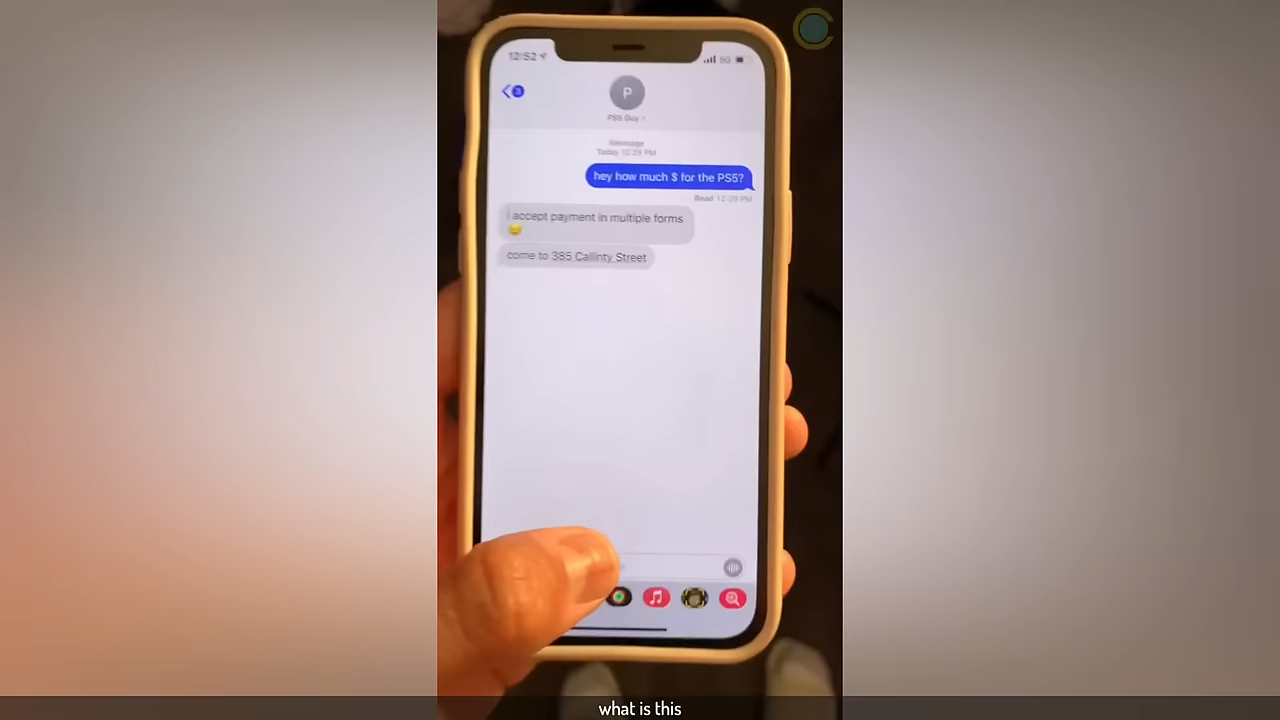 12:52
P
PS5 Guy
iMessage
Today 12:29 PM
hey how much $ for the PS5?
Read 12:29 PM
i accept payment in multiple forms
come to 385 Callinty Street
what is this